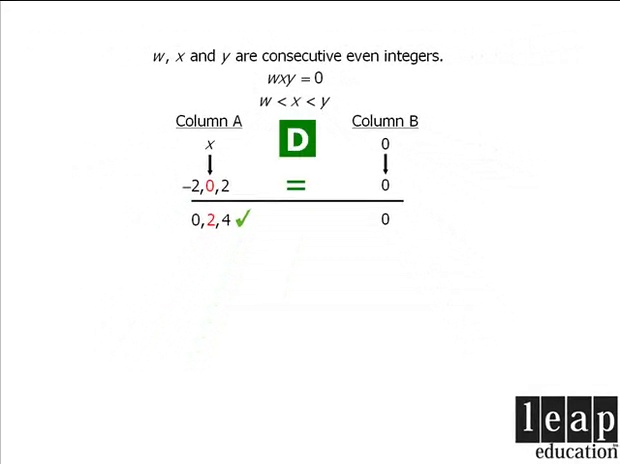 w, x and y are consecutive even integers.
wxy = 0
w < x < y
Column A Column B
D
x 0
–2,0,2 = 0
0,2,4 ✓ 0
leap
education